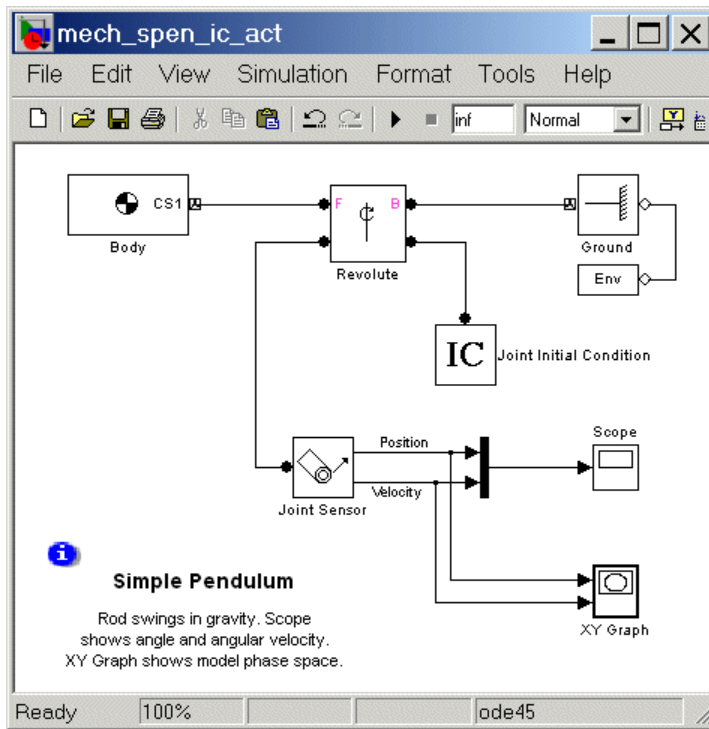 mech_spen_ic_act
File Edit View Simulation Format Tools Help
inf Normal
CS1
Body
F B
Revolute
Ground
Env
IC
Joint Initial Condition
Position
Velocity
Joint Sensor
Scope
XY Graph
Simple Pendulum
Rod swings in gravity. Scope
shows angle and angular velocity.
XY Graph shows model phase space.
Ready 100% ode45